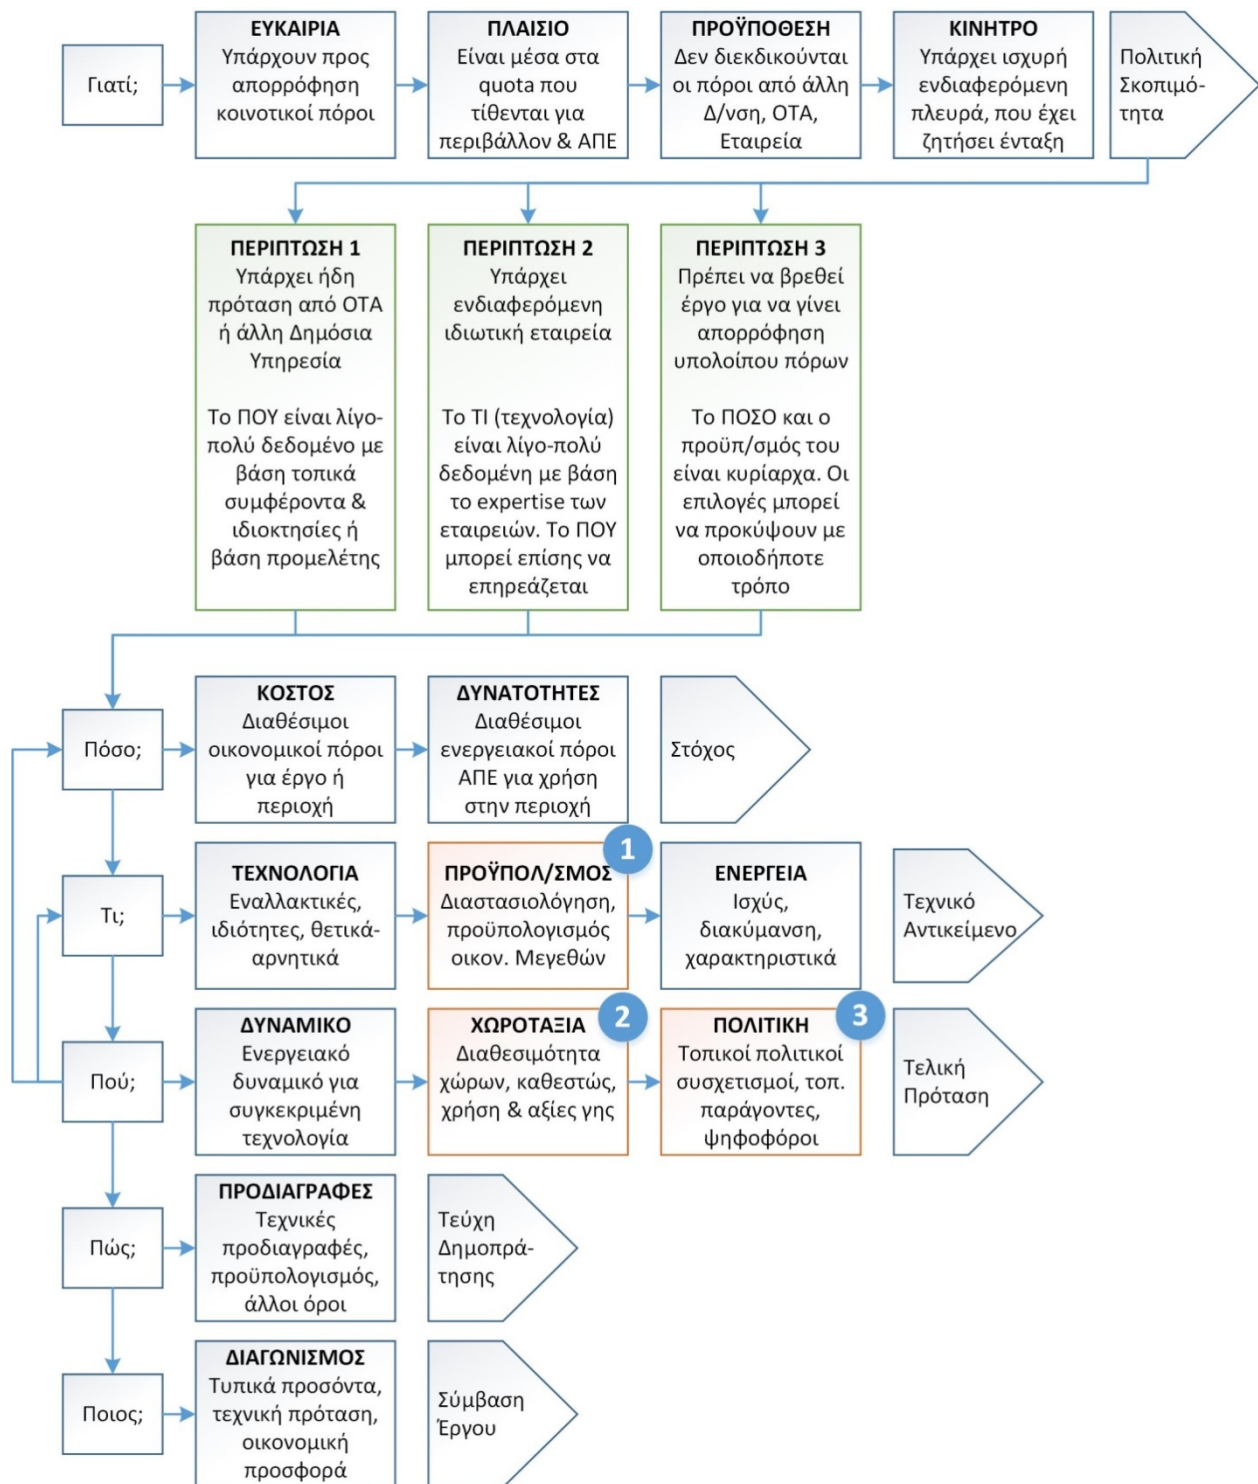 Γιατί;
ΕΥΚΑΙΡΙΑ
Υπάρχουν προς
απορρόφηση
κοινοτικοί πόροι
ΠΛΑΙΣΙΟ
Είναι μέσα στα
quota που
τίθενται για
περιβάλλον & ΑΠΕ
ΠΡΟΫΠΟΘΕΣΗ
Δεν διεκδικούνται
οι πόροι από άλλη
Δ/νση, ΟΤΑ,
Εταιρεία
ΚΙΝΗΤΡΟ
Υπάρχει ισχυρή
ενδιαφερόμενη
πλευρά, που έχει
ζητήσει ένταξη
Πολιτική
Σκοπιμό-
τητα
ΠΕΡΙΠΤΩΣΗ 1
Υπάρχει ήδη
πρόταση από ΟΤΑ
ή άλλη Δημόσια
Υπηρεσία
Το ΠΟΥ είναι λίγο-
πολύ δεδομένο με
βάση τοπικά
συμφέροντα &
ιδιοκτησίες ή
βάση προμελέτης
ΠΕΡΙΠΤΩΣΗ 2
Υπάρχει
ενδιαφερόμενη
ιδιωτική εταιρεία
Το ΤΙ (τεχνολογία)
είναι λίγο-πολύ
δεδομένη με βάση
το expertise των
εταιρειών. Το ΠΟΥ
μπορεί επίσης να
επηρεάζεται
ΠΕΡΙΠΤΩΣΗ 3
Πρέπει να βρεθεί
έργο για να γίνει
απορρόφηση
υπολοίπου πόρων
Το ΠΟΣΟ και ο
προϋπ/σμός του
είναι κυρίαρχα. Οι
επιλογές μπορεί
να προκύψουν με
οποιοδήποτε
τρόπο
Πόσο;
ΚΟΣΤΟΣ
Διαθέσιμοι
οικονομικοί πόροι
για έργο ή
περιοχή
ΔΥΝΑΤΟΤΗΤΕΣ
Διαθέσιμοι
ενεργειακοί πόροι
ΑΠΕ για χρήση
στην περιοχή
Στόχος
Τι;
ΤΕΧΝΟΛΟΓΙΑ
Εναλλακτικές,
ιδιότητες, θετικά-
αρνητικά
1
ΠΡΟΫΠΟΛ/ΣΜΟΣ
Διαστασιολόγηση,
προϋπολογισμός
οικον. Μεγεθών
ΕΝΕΡΓΕΙΑ
Ισχύς,
διακύμανση,
χαρακτηριστικά
Τεχνικό
Αντικείμενο
Πού;
ΔΥΝΑΜΙΚΟ
Ενεργειακό
δυναμικό για
συγκεκριμένη
τεχνολογία
2
ΧΩΡΟΤΑΞΙΑ
Διαθεσιμότητα
χώρων, καθεστώς,
χρήση & αξίες γης
3
ΠΟΛΙΤΙΚΗ
Τοπικοί πολιτικοί
συσχετισμοί, τοπ.
παράγοντες,
ψηφοφόροι
Τελική
Πρόταση
Πώς;
ΠΡΟΔΙΑΓΡΑΦΕΣ
Τεχνικές
προδιαγραφές,
προϋπολογισμός,
άλλοι όροι
Τεύχη
Δημοπρά-
τησης
Ποιος;
ΔΙΑΓΩΝΙΣΜΟΣ
Τυπικά προσόντα,
τεχνική πρόταση,
οικονομική
προσφορά
Σύμβαση
Έργου